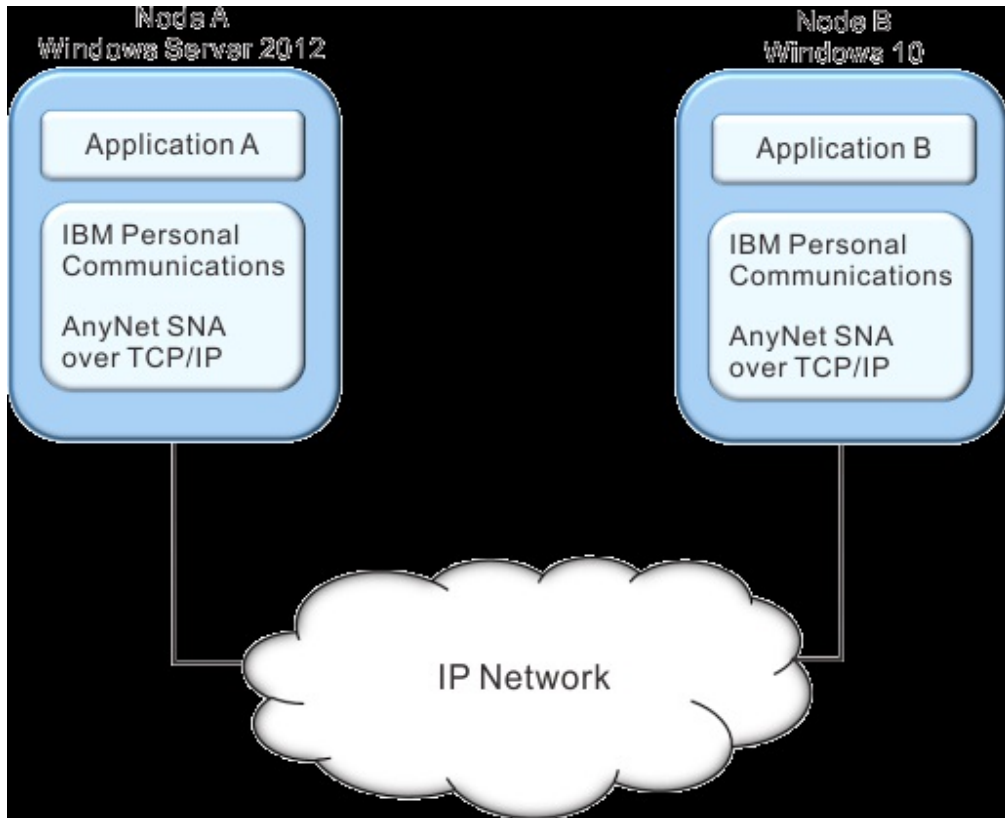 Node A
Windows Server 2012
Application A
IBM Personal
Communications
AnyNet SNA
over TCP/IP
Node B
Windows 10
Application B
IBM Personal
Communications
AnyNet SNA
over TCP/IP
IP Network